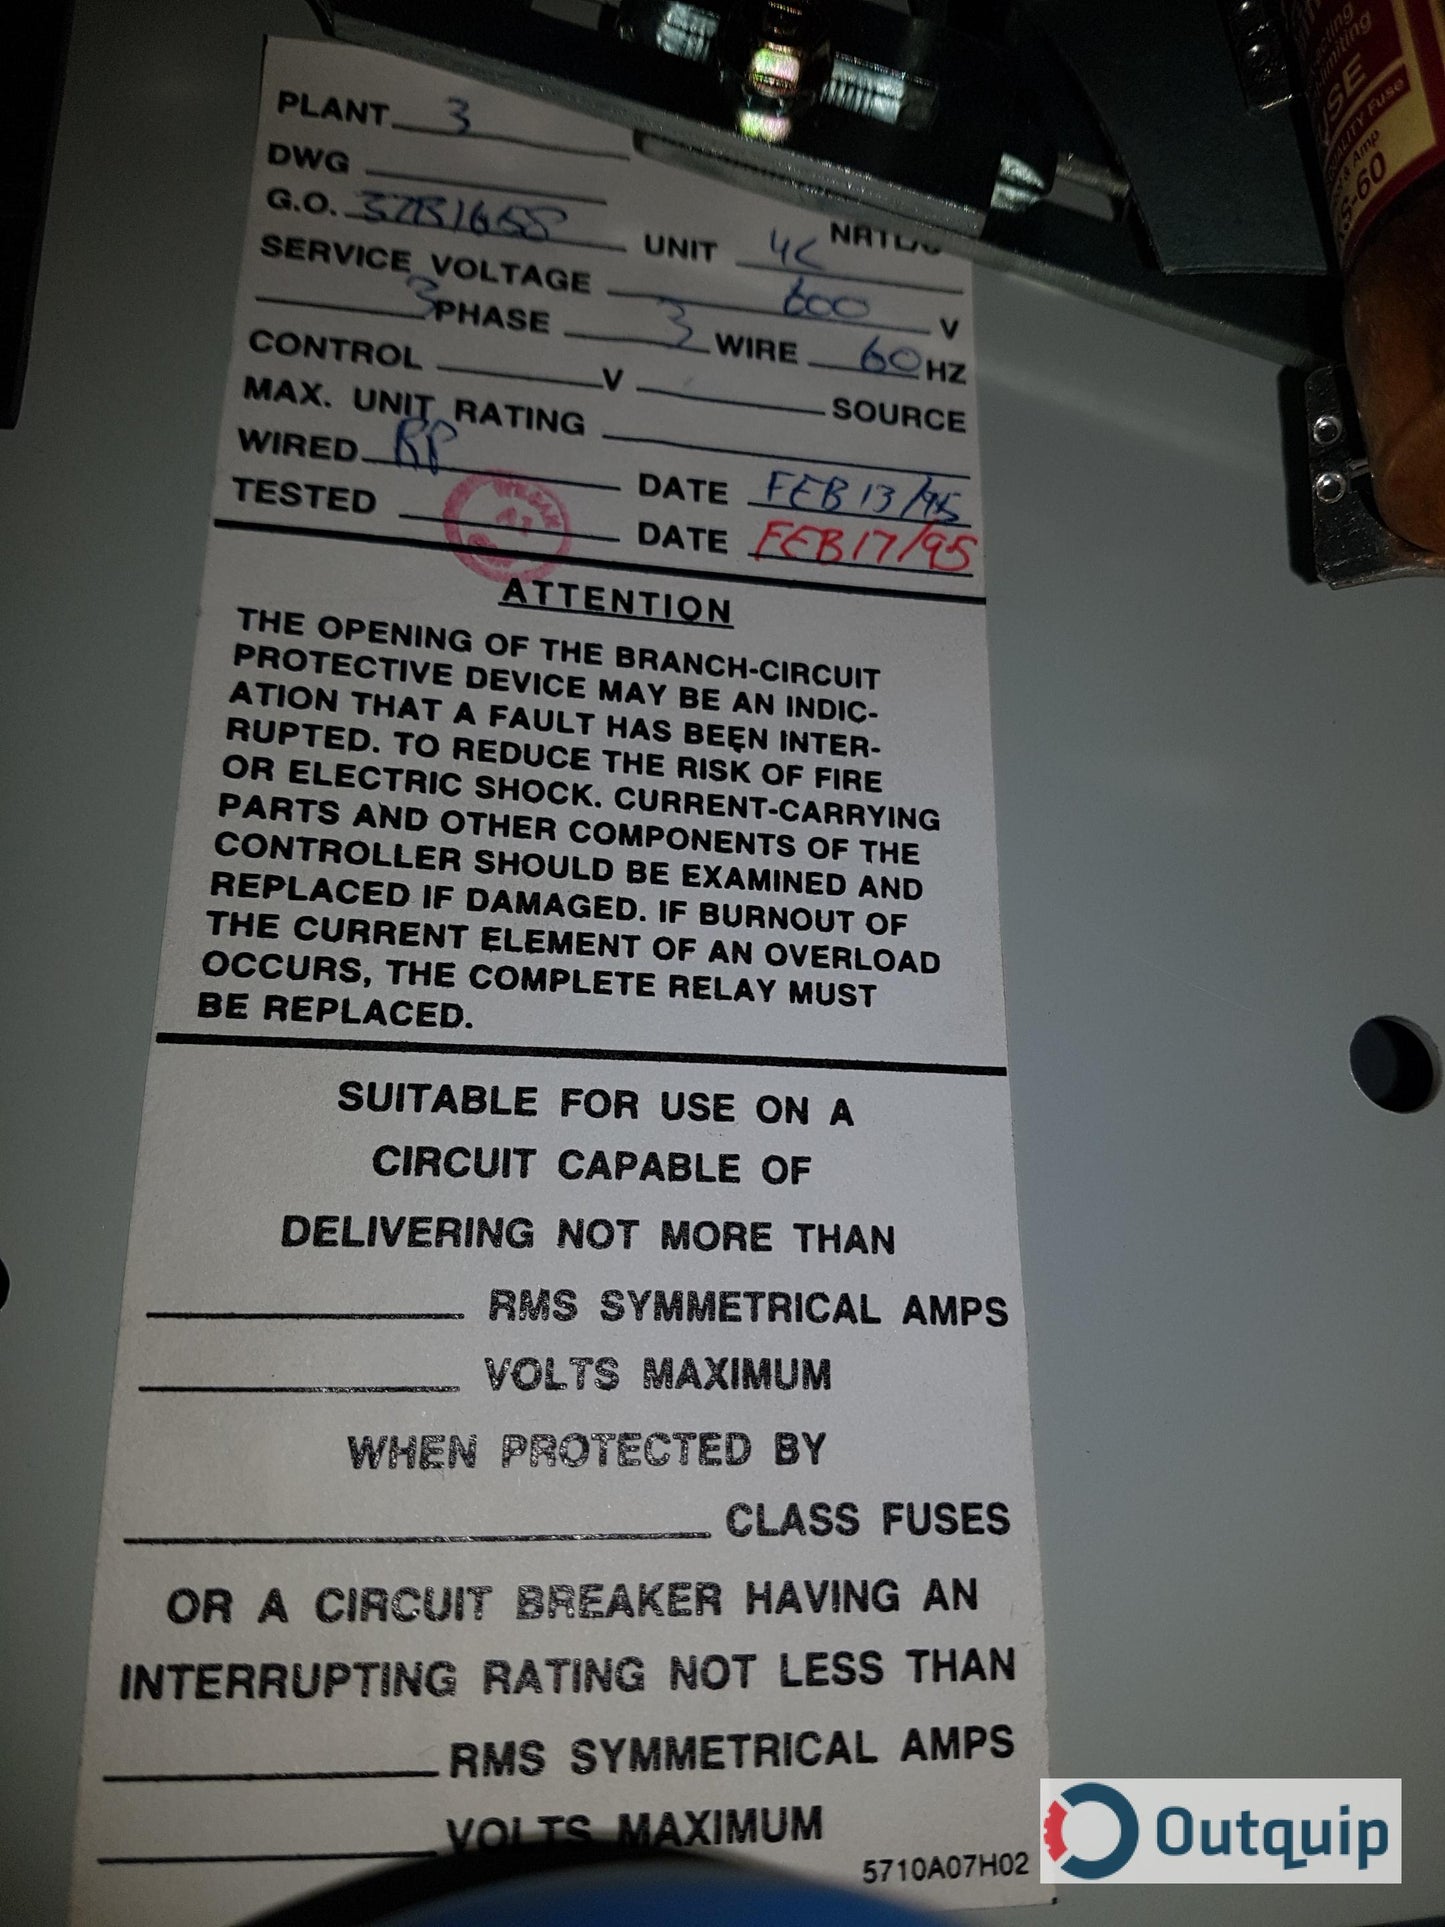 PLANT 3
DWG
G.O. UNIT 4C
SERVICE VOLTAGE 600 V
3 PHASE 3 WIRE 60 HZ
CONTROL V SOURCE
MAX. UNIT RATING
WIRED RP DATE FEB 13/95
TESTED DATE FEB 17/95
ATTENTION
THE OPENING OF THE BRANCH-CIRCUIT
PROTECTIVE DEVICE MAY BE AN INDIC-
ATION THAT A FAULT HAS BEEN INTER-
RUPTED. TO REDUCE THE RISK OF FIRE
OR ELECTRIC SHOCK. CURRENT-CARRYING
PARTS AND OTHER COMPONENTS OF THE
CONTROLLER SHOULD BE EXAMINED AND
REPLACED IF DAMAGED. IF BURNOUT OF
THE CURRENT ELEMENT OF AN OVERLOAD
OCCURS, THE COMPLETE RELAY MUST
BE REPLACED.
SUITABLE FOR USE ON A
CIRCUIT CAPABLE OF
DELIVERING NOT MORE THAN
RMS SYMMETRICAL AMPS
VOLTS MAXIMUM
WHEN PROTECTED BY
CLASS FUSES
OR A CIRCUIT BREAKER HAVING AN
INTERRUPTING RATING NOT LESS THAN
RMS SYMMETRICAL AMPS
VOLTS MAXIMUM
5710A07H02
Outquip